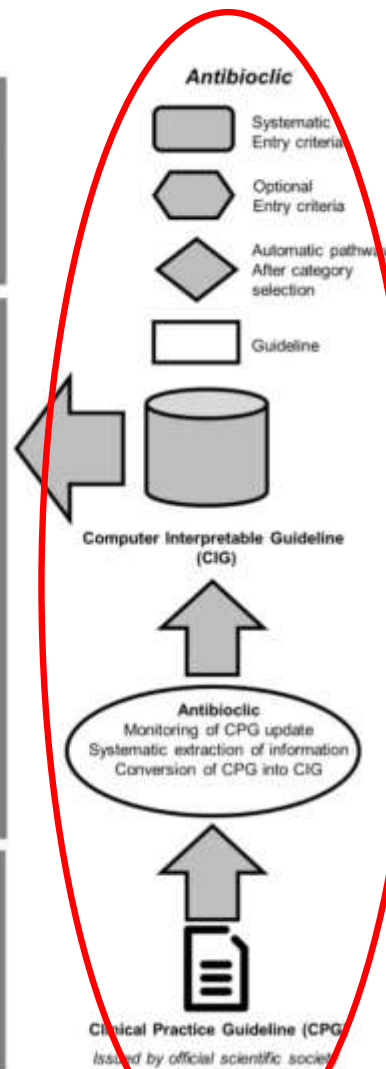 Antibioclic
Systematic
Entry criteria
Optional
Entry criteria
Automatic pathway
After category
selection
Guideline
Computer Interpretable Guideline
(CIG)
Antibioclic
Monitoring of CPG update
Systematic extraction of information
Conversion of CPG into CIG
Clinical Practice Guideline (CPG)
Issued by official scientific society